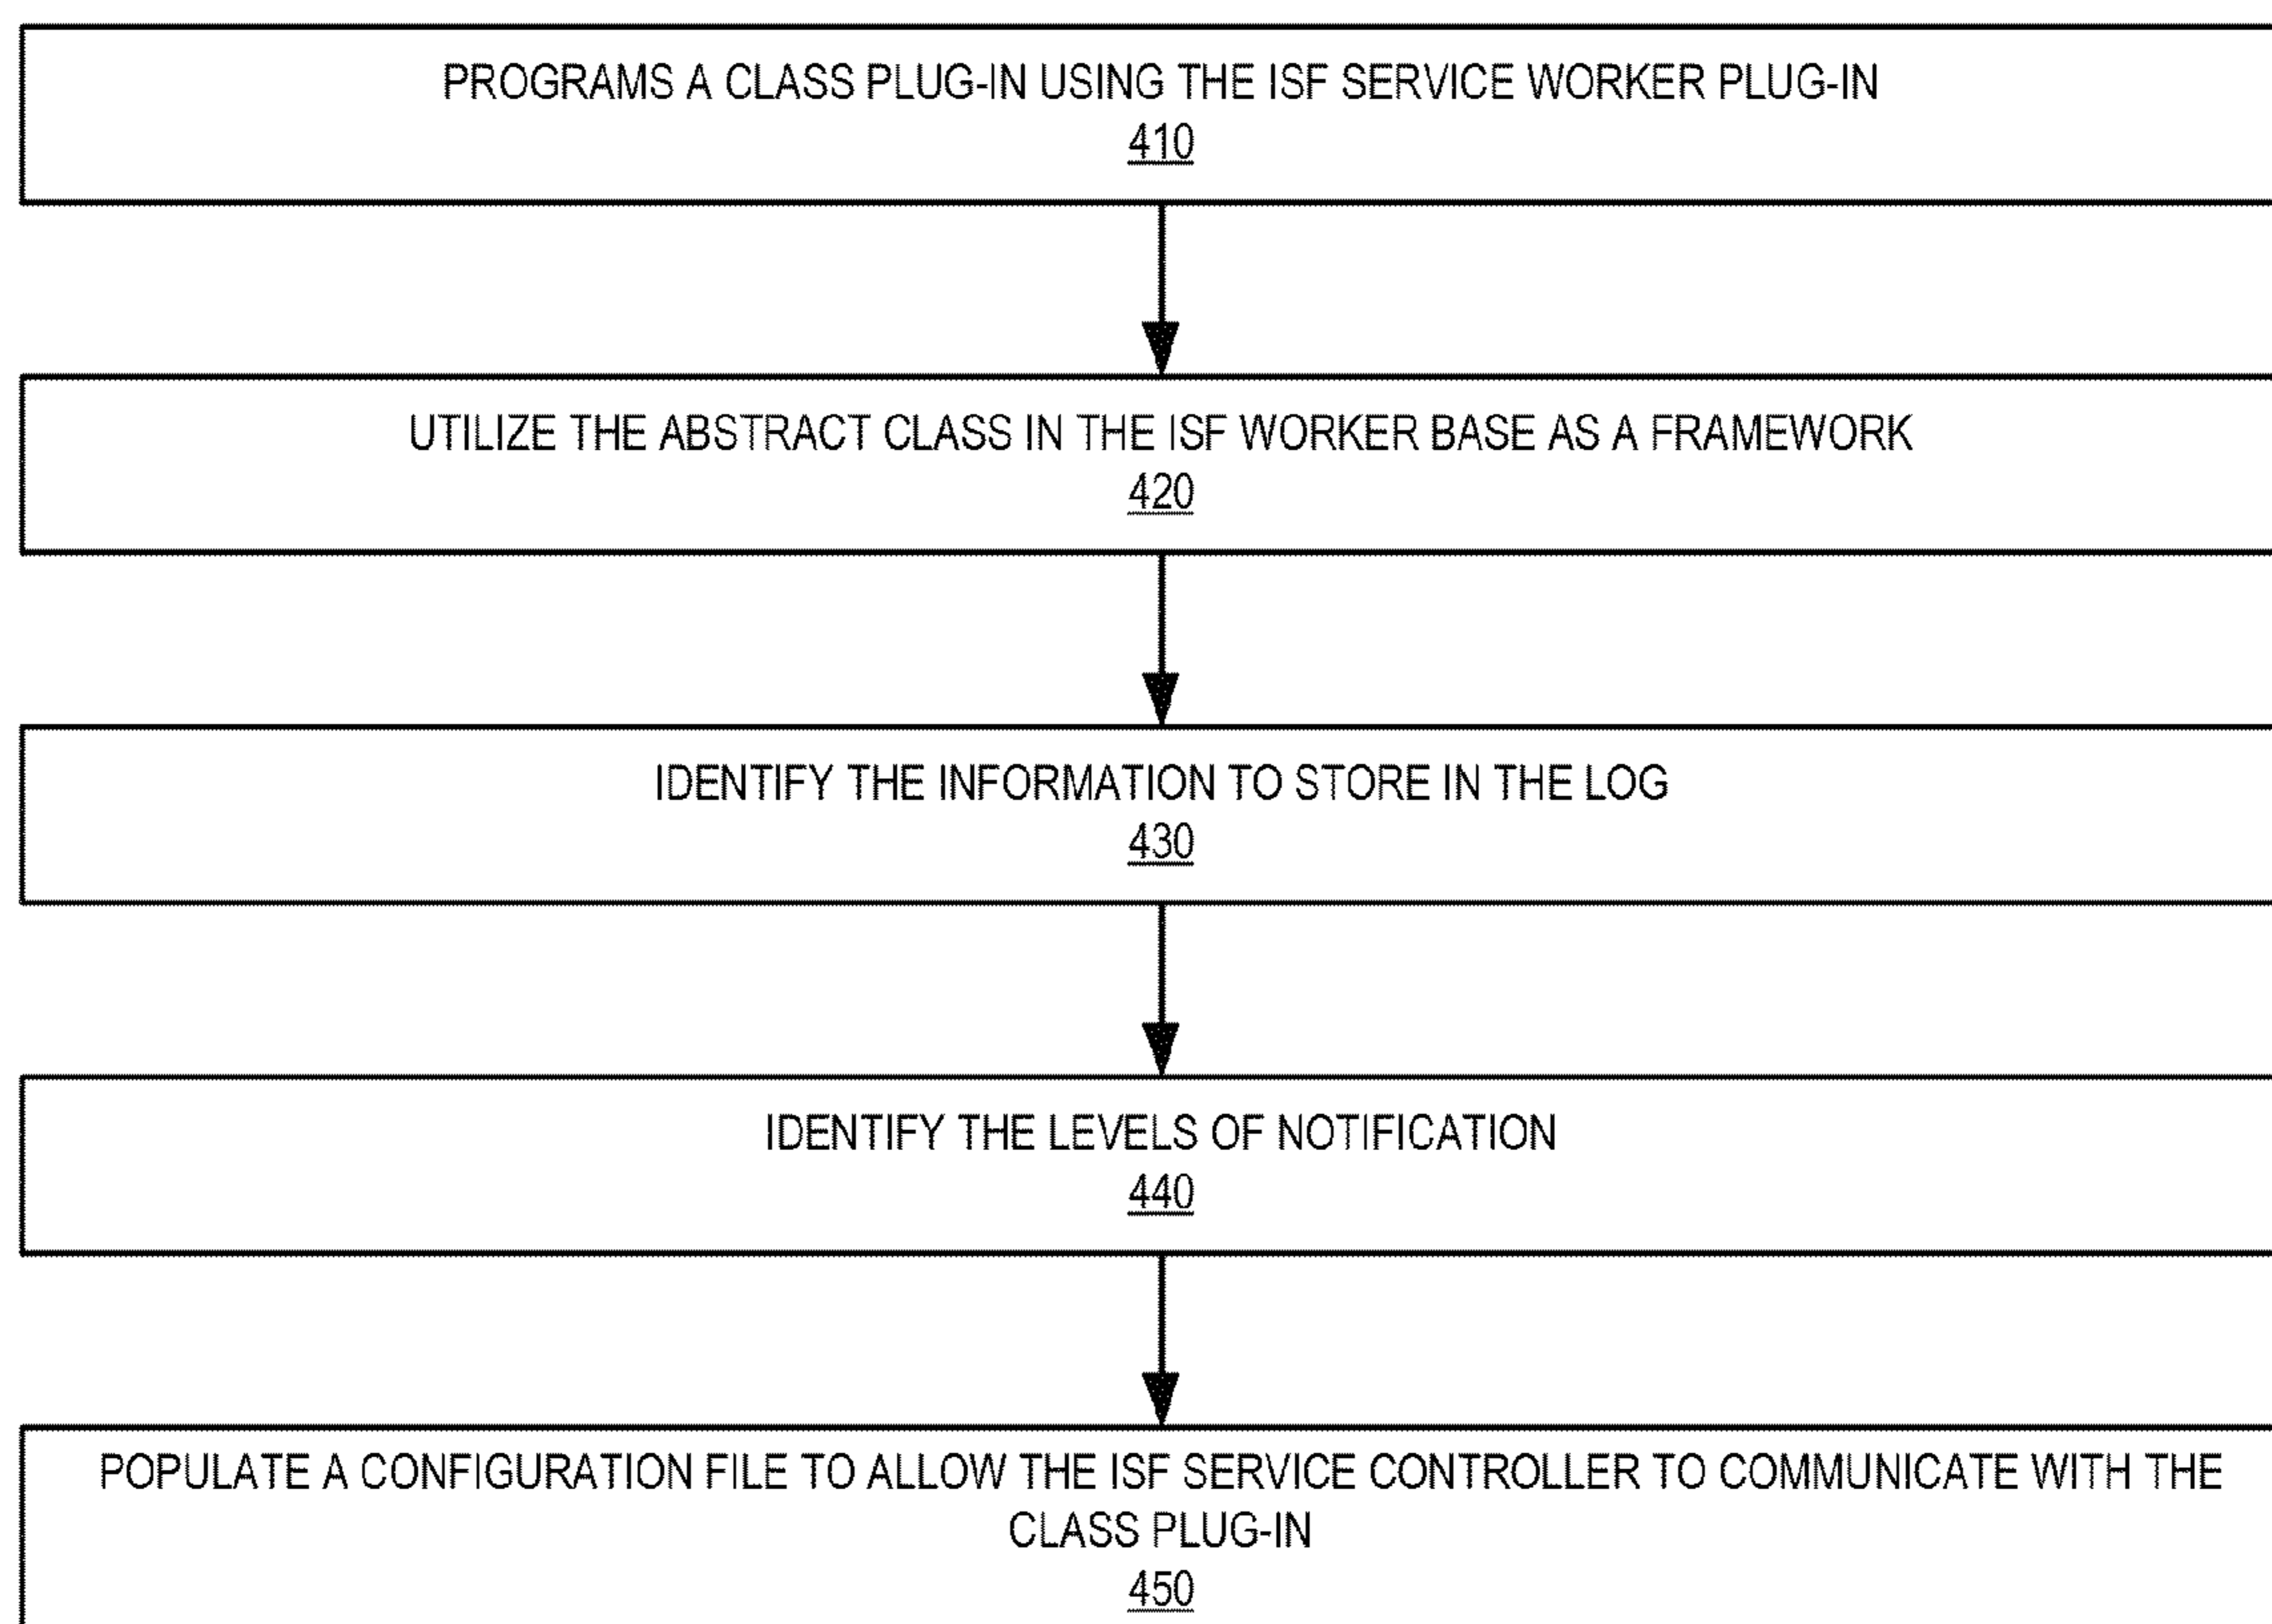 PROGRAMS A CLASS PLUG-IN USING THE ISF SERVICE WORKER PLUG-IN
410
UTILIZE THE ABSTRACT CLASS IN THE ISF WORKER BASE AS A FRAMEWORK
420
IDENTIFY THE INFORMATION TO STORE IN THE LOG
430
IDENTIFY THE LEVELS OF NOTIFICATION
440
POPULATE A CONFIGURATION FILE TO ALLOW THE ISF SERVICE CONTROLLER TO COMMUNICATE WITH THE
CLASS PLUG-IN
450